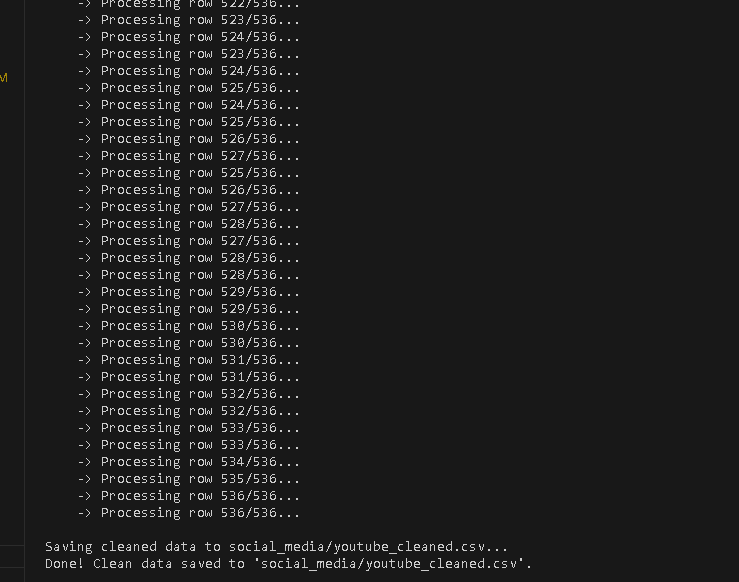 -> Processing row 522/536...
-> Processing row 523/536...
-> Processing row 524/536...
-> Processing row 523/536...
M
-> Processing row 524/536...
-> Processing row 525/536...
-> Processing row 524/536...
-> Processing row 525/536...
-> Processing row 526/536...
-> Processing row 527/536...
-> Processing row 525/536...
-> Processing row 526/536...
-> Processing row 527/536...
-> Processing row 528/536...
-> Processing row 527/536...
-> Processing row 528/536...
-> Processing row 528/536...
-> Processing row 529/536...
-> Processing row 529/536...
-> Processing row 530/536...
-> Processing row 530/536...
-> Processing row 531/536...
-> Processing row 531/536...
-> Processing row 532/536...
-> Processing row 532/536...
-> Processing row 533/536...
-> Processing row 533/536...
-> Processing row 534/536...
-> Processing row 535/536...
-> Processing row 536/536...
-> Processing row 536/536...
Saving cleaned data to social_media/youtube_cleaned.csv...
Done! Clean data saved to 'social_media/youtube_cleaned.csv'.